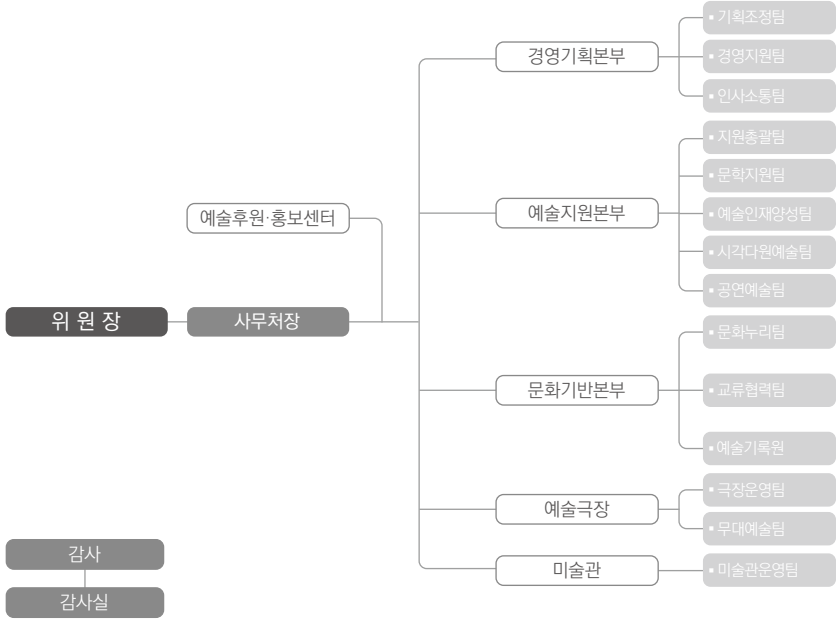 위 원 장
사무처장
예술후원·홍보센터
경영기획본부
▪ 기획조정팀
▪ 경영지원팀
▪ 인사소통팀
예술지원본부
▪ 지원총괄팀
▪ 문학지원팀
▪ 예술인재양성팀
▪ 시각다원예술팀
▪ 공연예술팀
문화기반본부
▪ 문화누리팀
▪ 교류협력팀
▪ 예술기록원
예술극장
▪ 극장운영팀
▪ 무대예술팀
미술관
▪ 미술관운영팀
감사
감사실